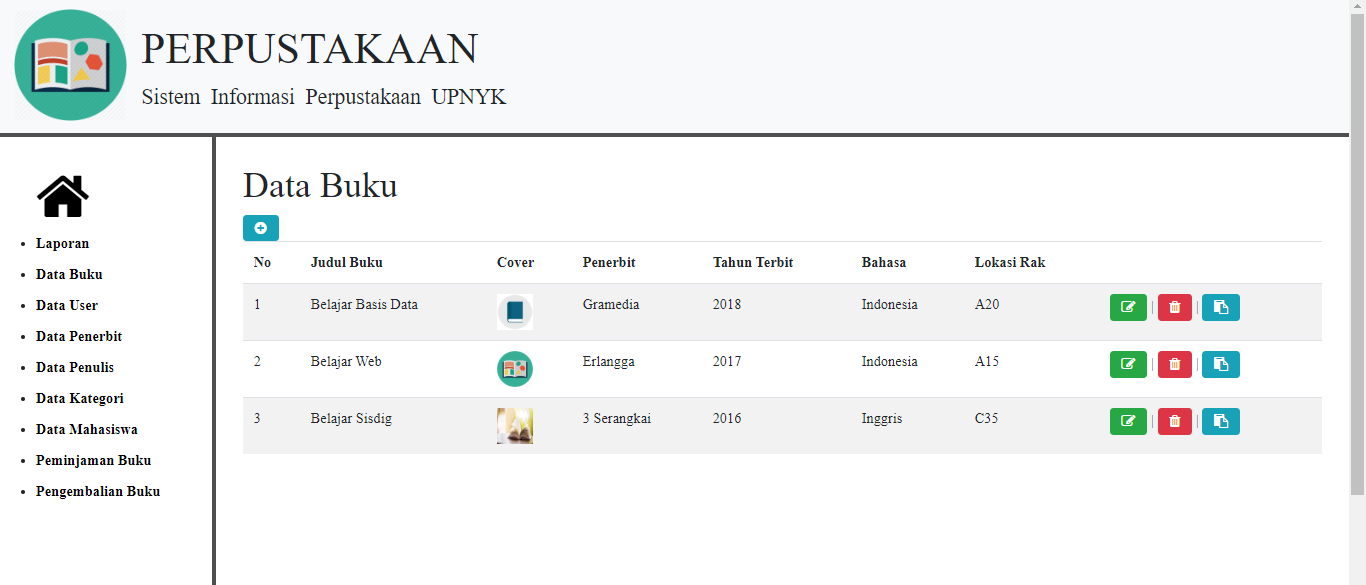 PERPUSTAKAAN
Sistem Informasi Perpustakaan UPNYK
Laporan
Data Buku
Data User
Data Penerbit
Data Penulis
Data Kategori
Data Mahasiswa
Peminjaman Buku
Pengembalian Buku
Data Buku
No Judul Buku Cover Penerbit Tahun Terbit Bahasa Lokasi Rak
1 Belajar Basis Data Gramedia 2018 Indonesia A20 | |
2 Belajar Web Erlangga 2017 Indonesia A15 | |
3 Belajar Sisdig 3 Serangkai 2016 Inggris C35 | |